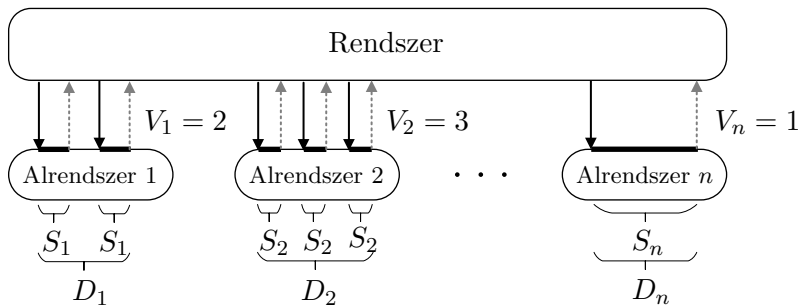 Rendszer
V₁ = 2
V₂ = 3
Vₙ = 1
Alrendszer 1
Alrendszer 2
. . .
Alrendszer n
S₁ S₁
S₂ S₂ S₂
Sₙ
D₁
D₂
Dₙ